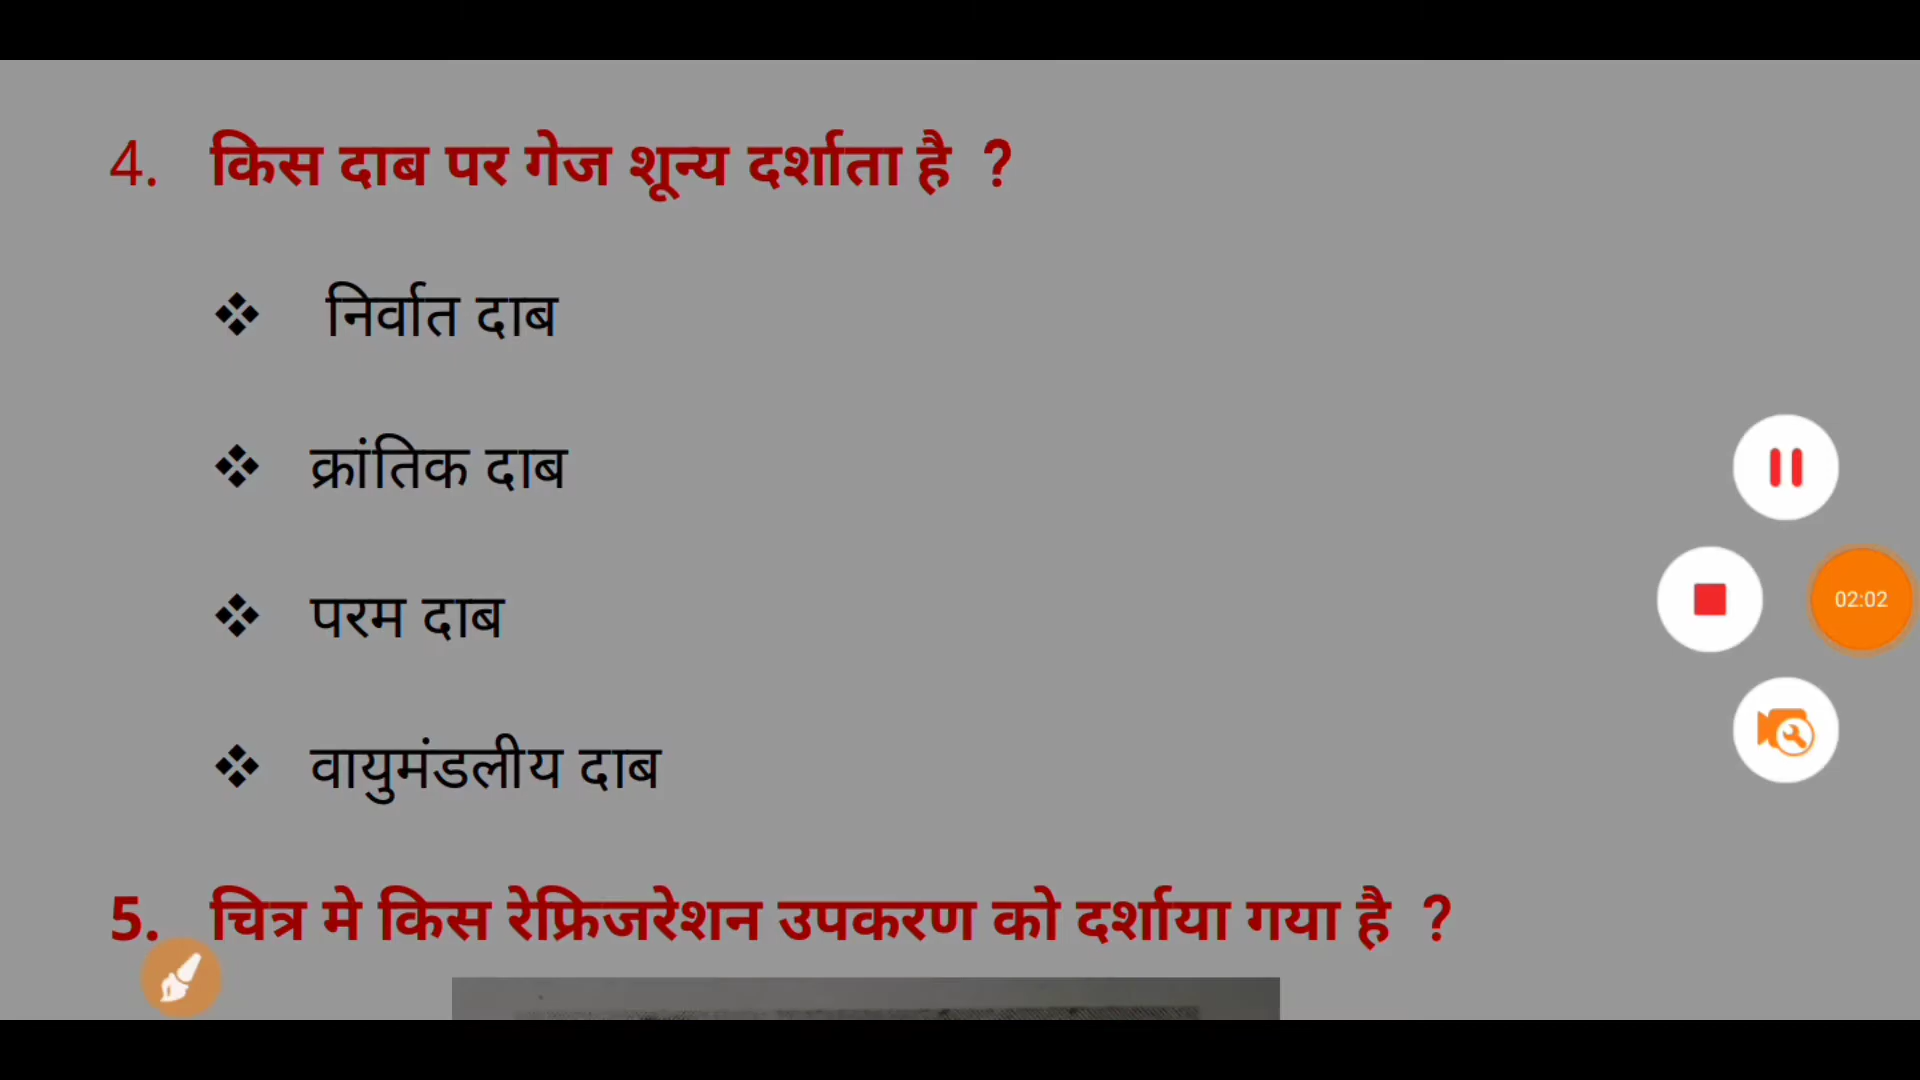 4. किस दाब पर गेज शून्य दर्शाता है ?
❖ निर्वात दाब
❖ क्रांतिक दाब
❖ परम दाब
❖ वायुमंडलीय दाब
02:02
5. चित्र मे किस रेफ्रिजरेशन उपकरण को दर्शाया गया है ?